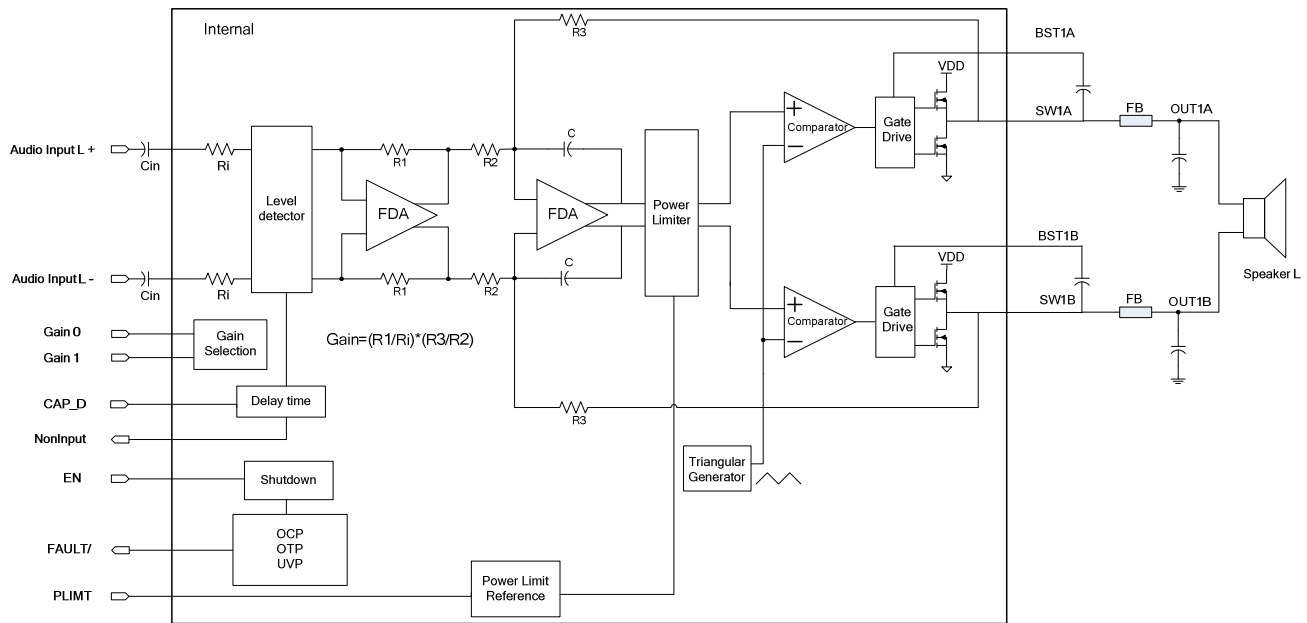 Internal
R3
BST1A
VDD
Audio Input L +
Cin
Ri
Level
detector
R1
R2
C
FDA
FDA
Power
Limiter
+
Comparator
−
Gate
Drive
SW1A
FB
OUT1A
Audio Input L -
Cin
Ri
R1
R2
C
BST1B
VDD
Speaker L
+
Comparator
−
Gate
Drive
SW1B
FB
OUT1B
Gain 0
Gain 1
Gain
Selection
Gain=(R1/Ri)*(R3/R2)
CAP_D
Delay time
R3
NonInput
Triangular
Generator
EN
Shutdown
FAULT/
OCP
OTP
UVP
PLIMT
Power Limit
Reference